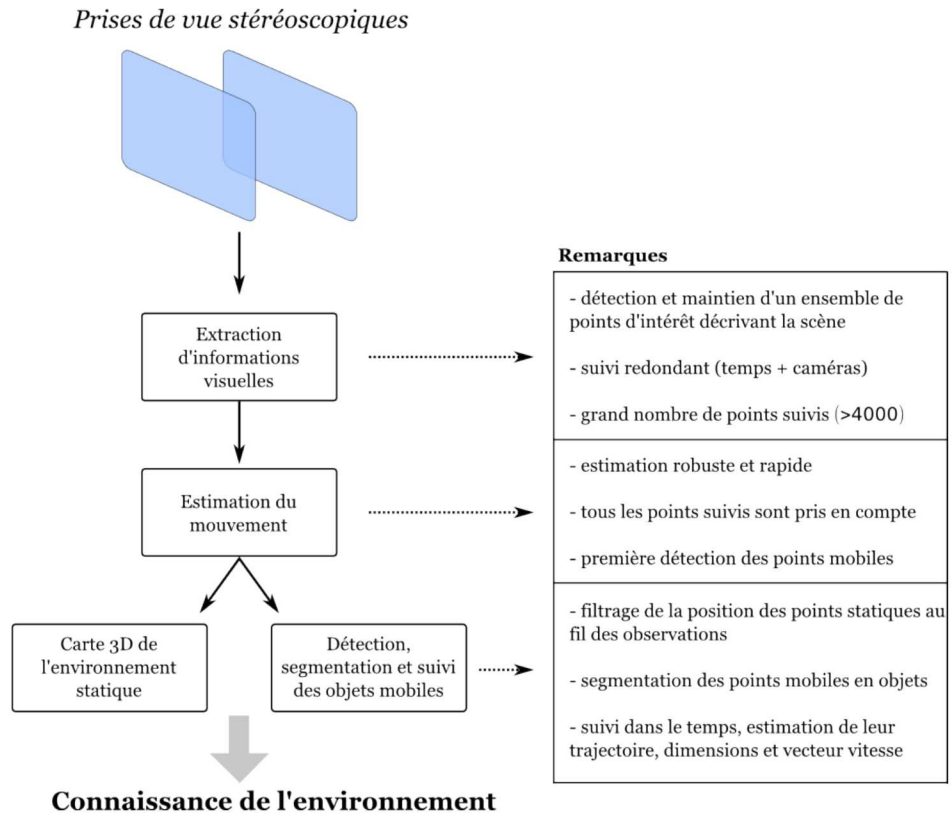 Prises de vue stéréoscopiques
Extraction
d'informations
visuelles
Estimation du
mouvement
Carte 3D de
l'environnement
statique
Détection,
segmentation et suivi
des objets mobiles
Connaissance de l'environnement
Remarques
- détection et maintien d'un ensemble de
points d'intérêt décrivant la scène
- suivi redondant (temps + caméras)
- grand nombre de points suivis (>4000)
- estimation robuste et rapide
- tous les points suivis sont pris en compte
- première détection des points mobiles
- filtrage de la position des points statiques au
fil des observations
- segmentation des points mobiles en objets
- suivi dans le temps, estimation de leur
trajectoire, dimensions et vecteur vitesse